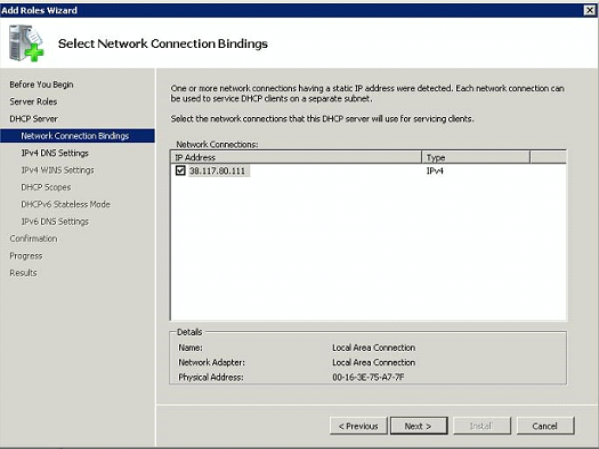 Add Roles Wizard
Select Network Connection Bindings
Before You Begin
Server Roles
DHCP Server
Network Connection Bindings
IPv4 DNS Settings
IPv4 WINS Settings
DHCP Scopes
DHCPv6 Stateless Mode
IPv6 DNS Settings
Confirmation
Progress
Results
One or more network connections having a static IP address were detected. Each network connection can
be used to service DHCP clients on a separate subnet.
Select the network connections that this DHCP server will use for servicing clients.
Network Connections:
IP Address Type
38.117.80.111 IPv4
Details
Name: Local Area Connection
Network Adapter: Local Area Connection
Physical Address: 00-16-3E-75-A7-7F
< Previous Next > Install Cancel